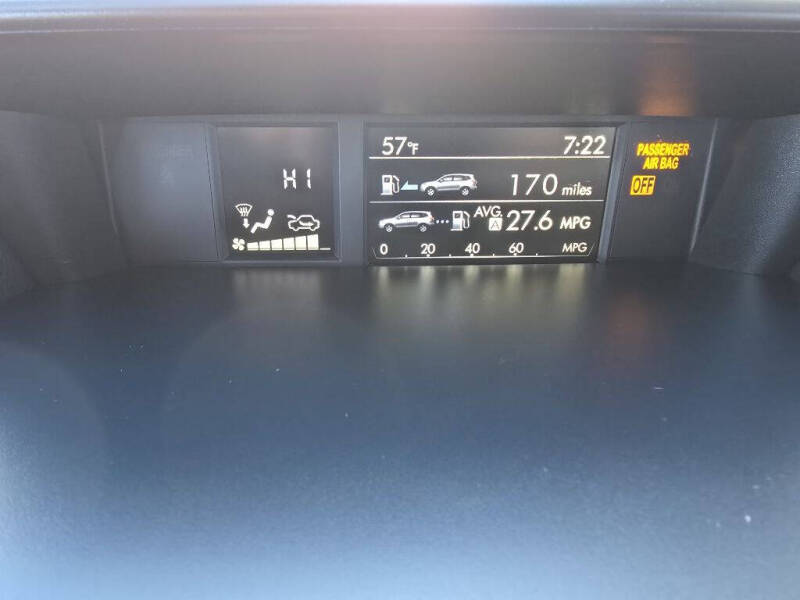 HI
57°F 7:22
170 miles
AVG. A 27.6 MPG
0 20 40 60 MPG
PASSENGER
AIR BAG
OFF